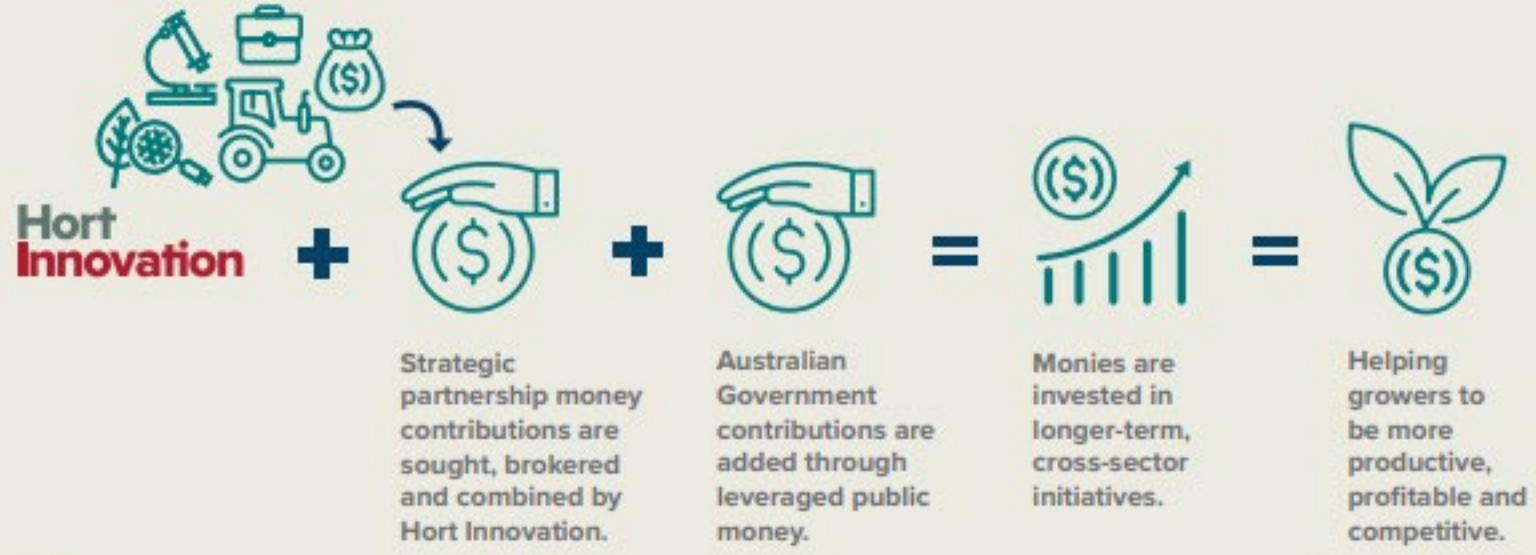 ($)
Hort
Innovation
+
($)
+
($)
=
($)
=
($)
Strategic
partnership money
contributions are
sought, brokered
and combined by
Hort Innovation.
Australian
Government
contributions are
added through
leveraged public
money.
Monies are
invested in
longer-term,
cross-sector
initiatives.
Helping
growers to
be more
productive,
profitable and
competitive.